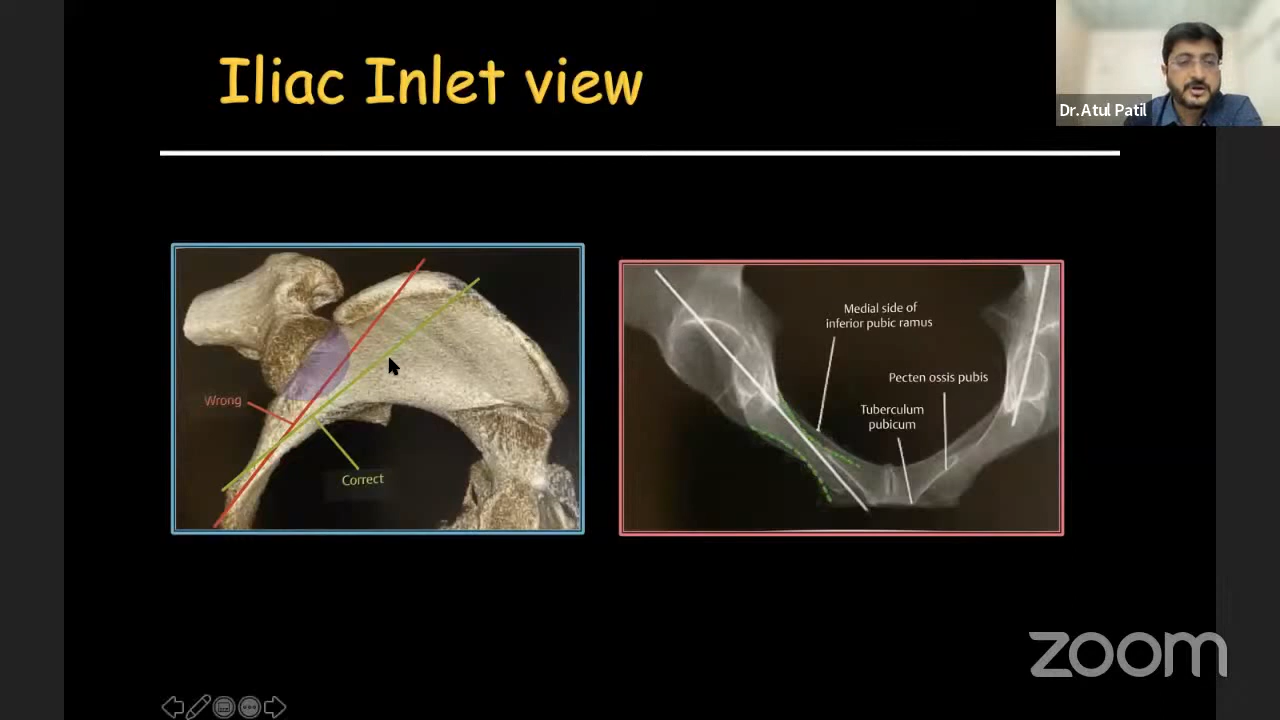 Iliac Inlet view
Dr.Atul Patil
Wrong
Correct
Medial side of
inferior pubic ramus
Pecten ossis pubis
Tuberculum
pubicum
zoom